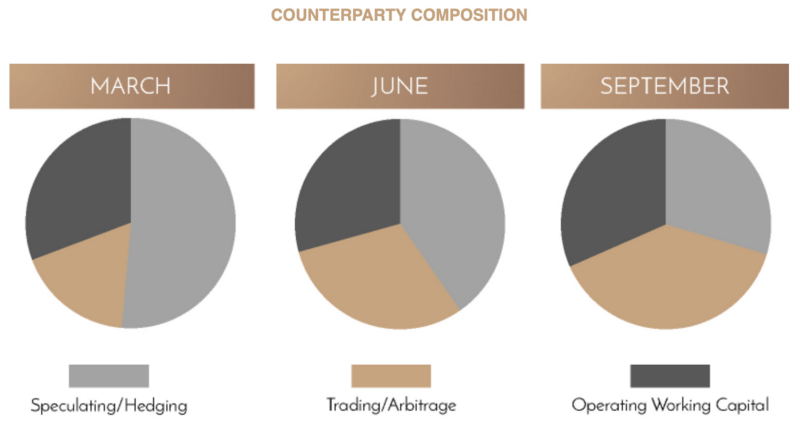 COUNTERPARTY COMPOSITION
MARCH
JUNE
SEPTEMBER
Speculating/Hedging
Trading/Arbitrage
Operating Working Capital